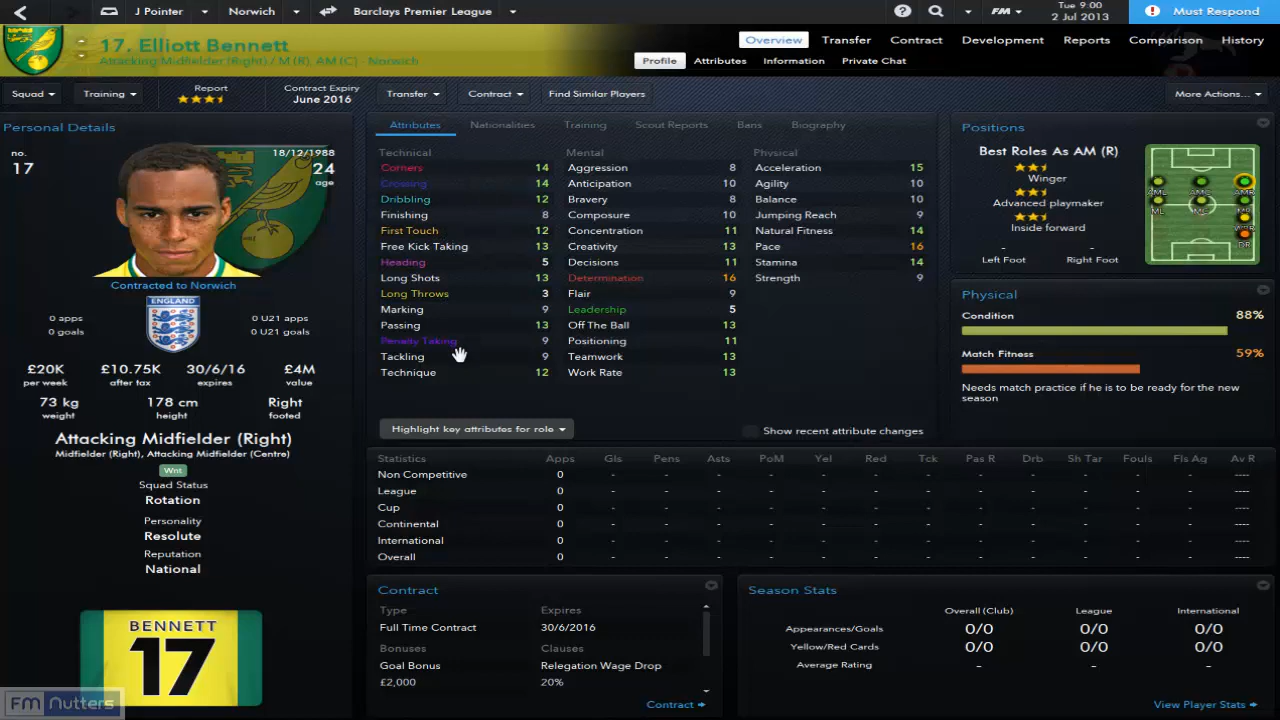 J Pointer Norwich Barclays Premier League FM Tue 9:00 2 Jul 2013 Must Respond
17. Elliott Bennett
Attacking Midfielder (Right) / M (R), AM (C) - Norwich
Overview Transfer Contract Development Reports Comparison History
Profile Attributes Information Private Chat
Squad Training Report Contract Expiry June 2016 Transfer Contract Find Similar Players More Actions...
Personal Details
no. 17
18/12/1988
24
age
Contracted to Norwich
ENGLAND
0 apps 0 U21 apps
0 goals 0 U21 goals
£20K £10.75K 30/6/16 £4M
per week after tax expires value
73 kg 178 cm Right
weight height footed
Attacking Midfielder (Right)
Midfielder (Right), Attacking Midfielder (Centre)
Wnt
Squad Status
Rotation
Personality
Resolute
Reputation
National
BENNETT
17
FM Nutters
Attributes Nationalities Training Scout Reports Bans Biography
Technical Mental Physical
Corners 14 Aggression 8 Acceleration 15
Crossing 14 Anticipation 10 Agility 10
Dribbling 12 Bravery 8 Balance 10
Finishing 8 Composure 10 Jumping Reach 9
First Touch 12 Concentration 11 Natural Fitness 14
Free Kick Taking 13 Creativity 13 Pace 16
Heading 5 Decisions 11 Stamina 14
Long Shots 13 Determination 16 Strength 9
Long Throws 3 Flair 9
Marking 9 Leadership 5
Passing 13 Off The Ball 13
Penalty Taking 9 Positioning 11
Tackling 9 Teamwork 13
Technique 12 Work Rate 13
Highlight key attributes for role Show recent attribute changes
Positions
Best Roles As AM (R)
Winger
Advanced playmaker
Inside forward
- -
Left Foot Right Foot
AML AMC AMR
ML
DR
Physical
Condition 88%
Match Fitness 59%
Needs match practice if he is to be ready for the new
season
Statistics Apps Gls Pens Asts PoM Yel Red Tck Pas R Drb Sh Tar Fouls Fls Ag Av R
Non Competitive 0 - - - - - - - - - - - - ----
League 0 - - - - - - - - - - - - ----
Cup 0 - - - - - - - - - - - - ----
Continental 0 - - - - - - - - - - - - ----
International 0 - - - - - - - - - - - - ----
Overall 0 - - - - - - - - - - - - ----
Contract
Type Expires
Full Time Contract 30/6/2016
Bonuses Clauses
Goal Bonus Relegation Wage Drop
£2,000 20%
Contract
Season Stats
Overall (Club) League International
Appearances/Goals 0/0 0/0 0/0
Yellow/Red Cards 0/0 0/0 0/0
Average Rating - - -
View Player Stats